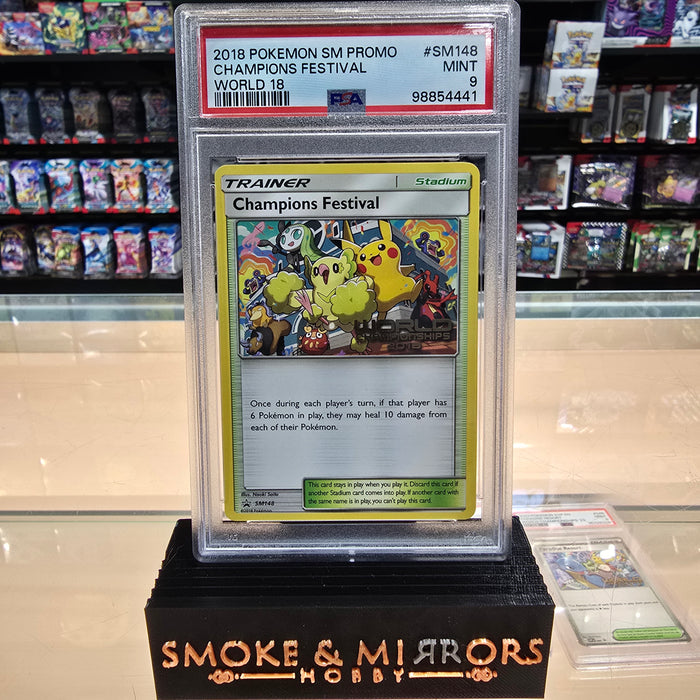 2018 POKEMON SM PROMO #SM148
CHAMPIONS FESTIVAL MINT
WORLD 18 9
PSA 98854441
TRAINER Stadium
Champions Festival
WORLD
CHAMPIONSHIPS
2018
Once during each player's turn, if that player has
6 Pokémon in play, they may heal 10 damage from
each of their Pokémon.
This card stays in play when you play it. Discard this card if
another Stadium card comes into play. If another card with
the same name is in play, you can't play this card.
Illus. Naoki Saito
SM148
©2018 Pokémon
SMOKE & MIRRORS
HOBBY